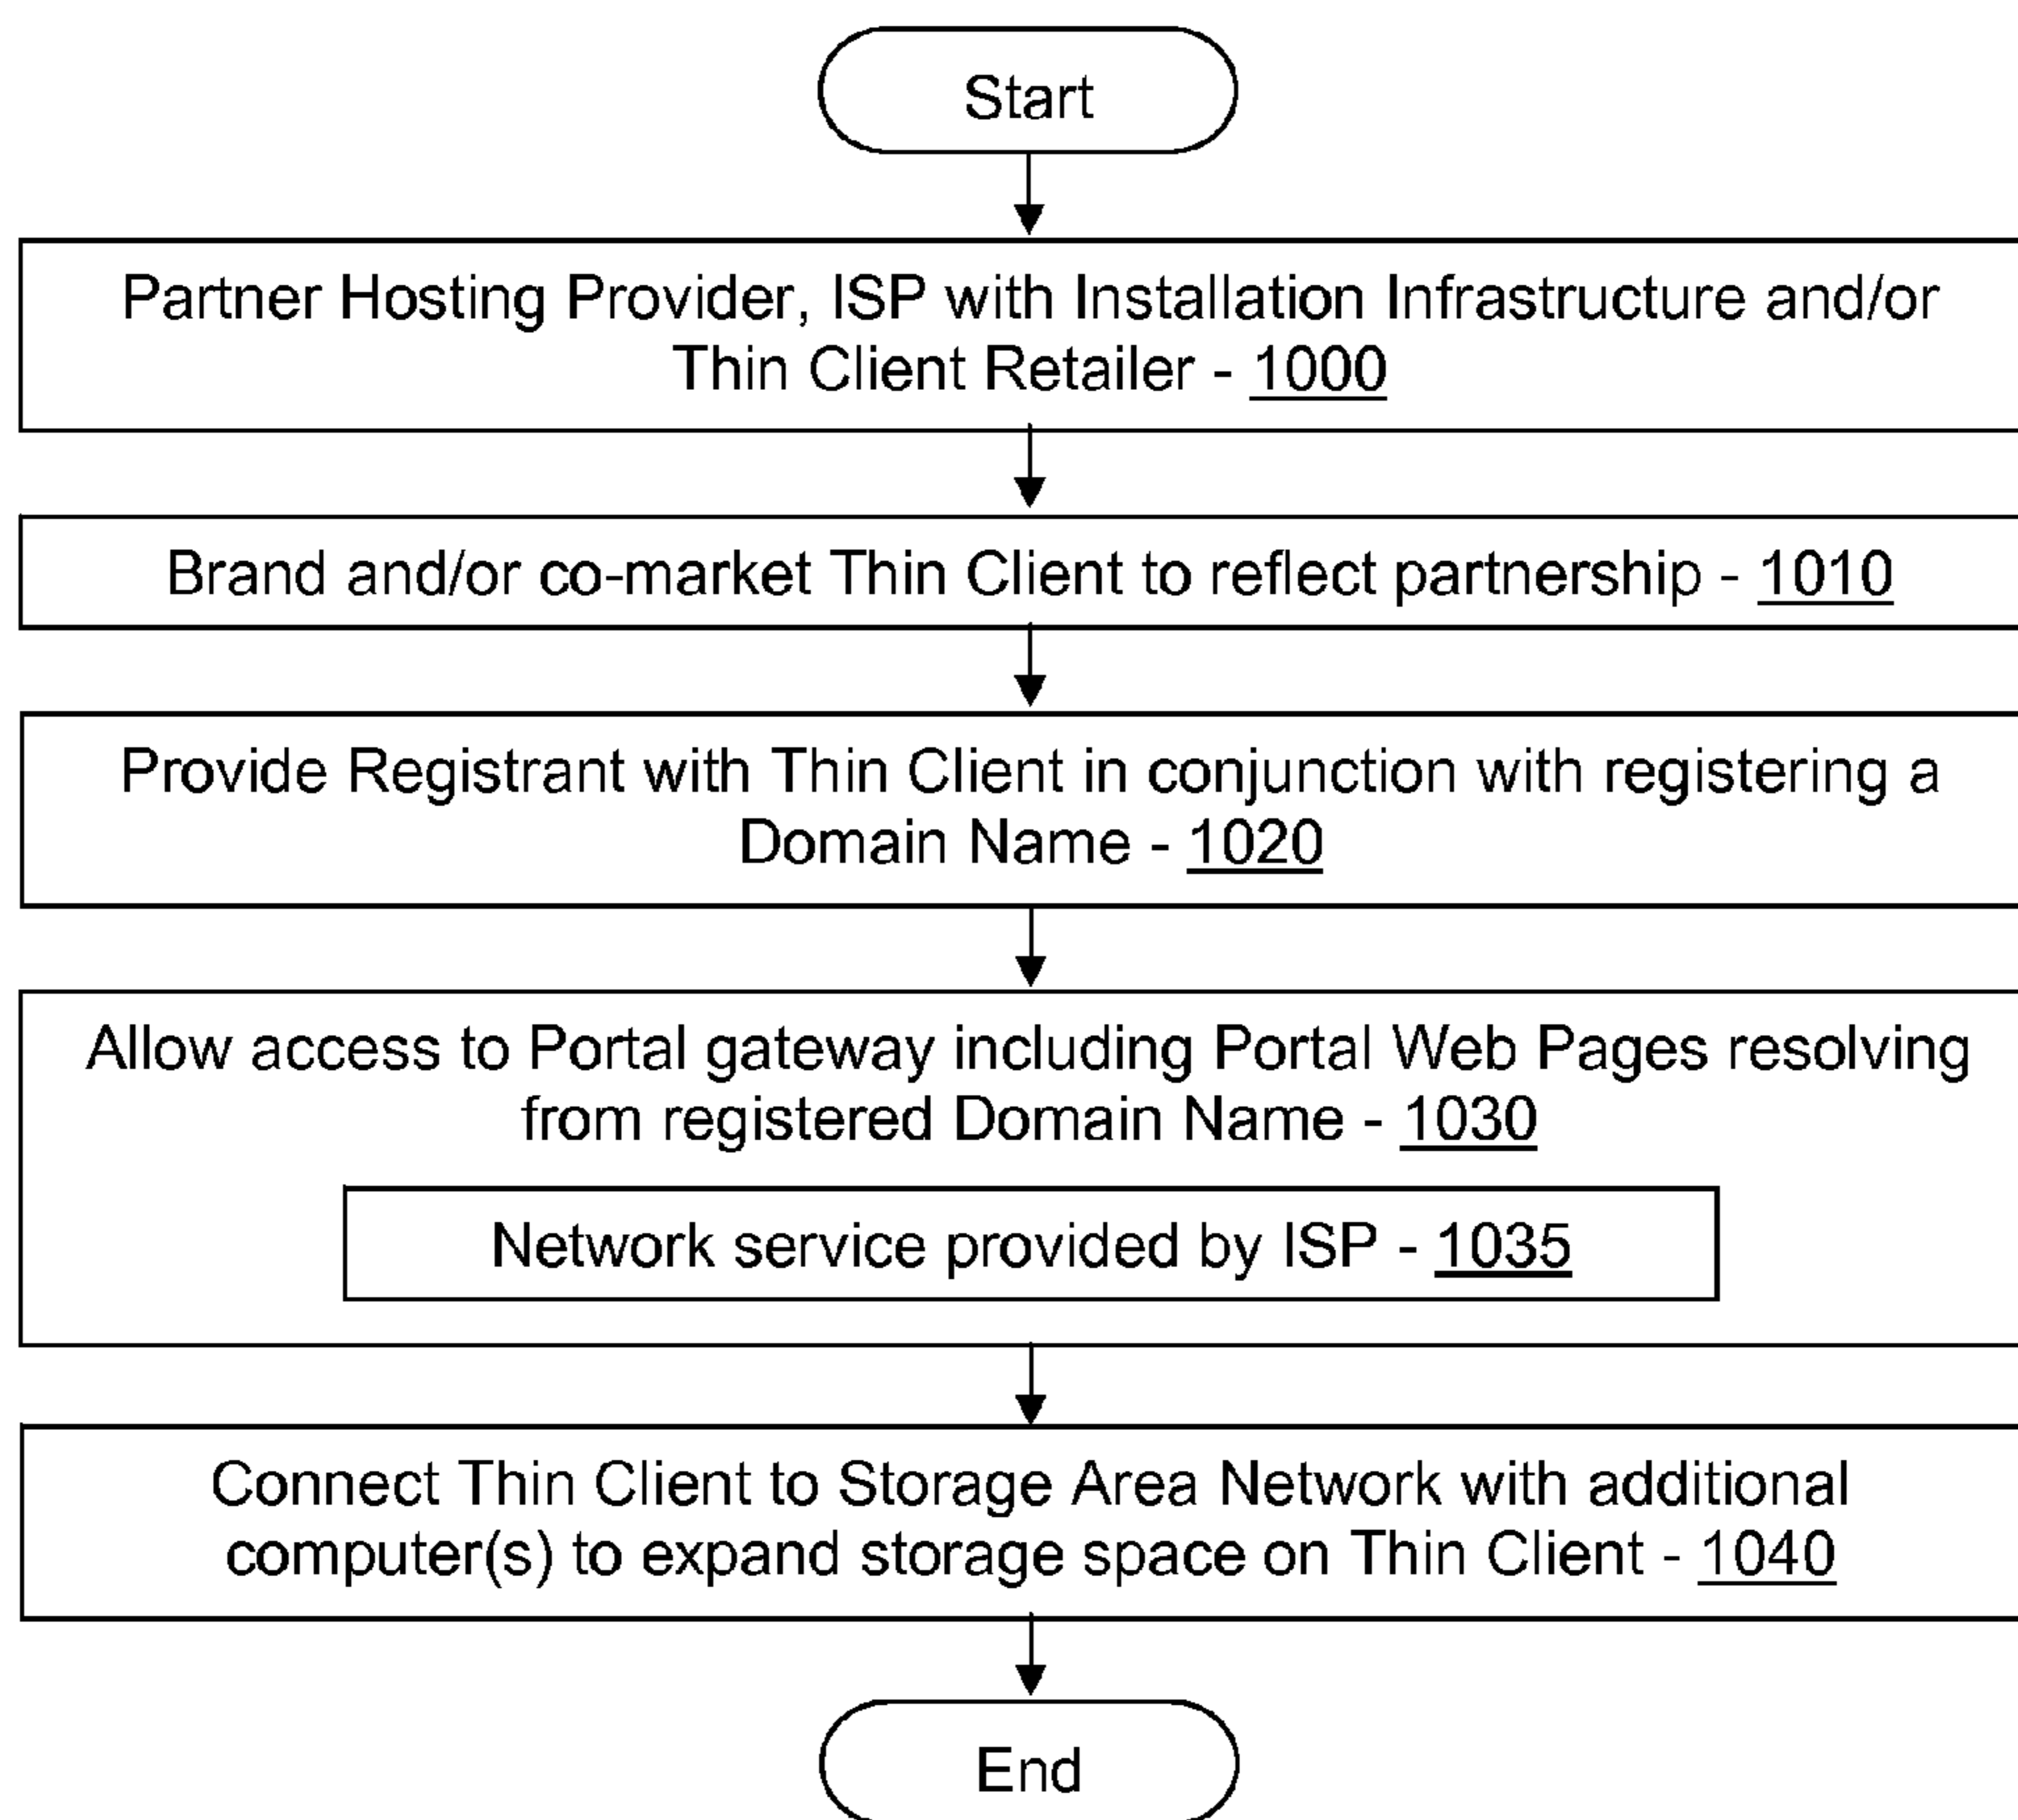 Start
Partner Hosting Provider, ISP with Installation Infrastructure and/or
Thin Client Retailer - 1000
Brand and/or co-market Thin Client to reflect partnership - 1010
Provide Registrant with Thin Client in conjunction with registering a
Domain Name - 1020
Allow access to Portal gateway including Portal Web Pages resolving
from registered Domain Name - 1030
Network service provided by ISP - 1035
Connect Thin Client to Storage Area Network with additional
computer(s) to expand storage space on Thin Client - 1040
End